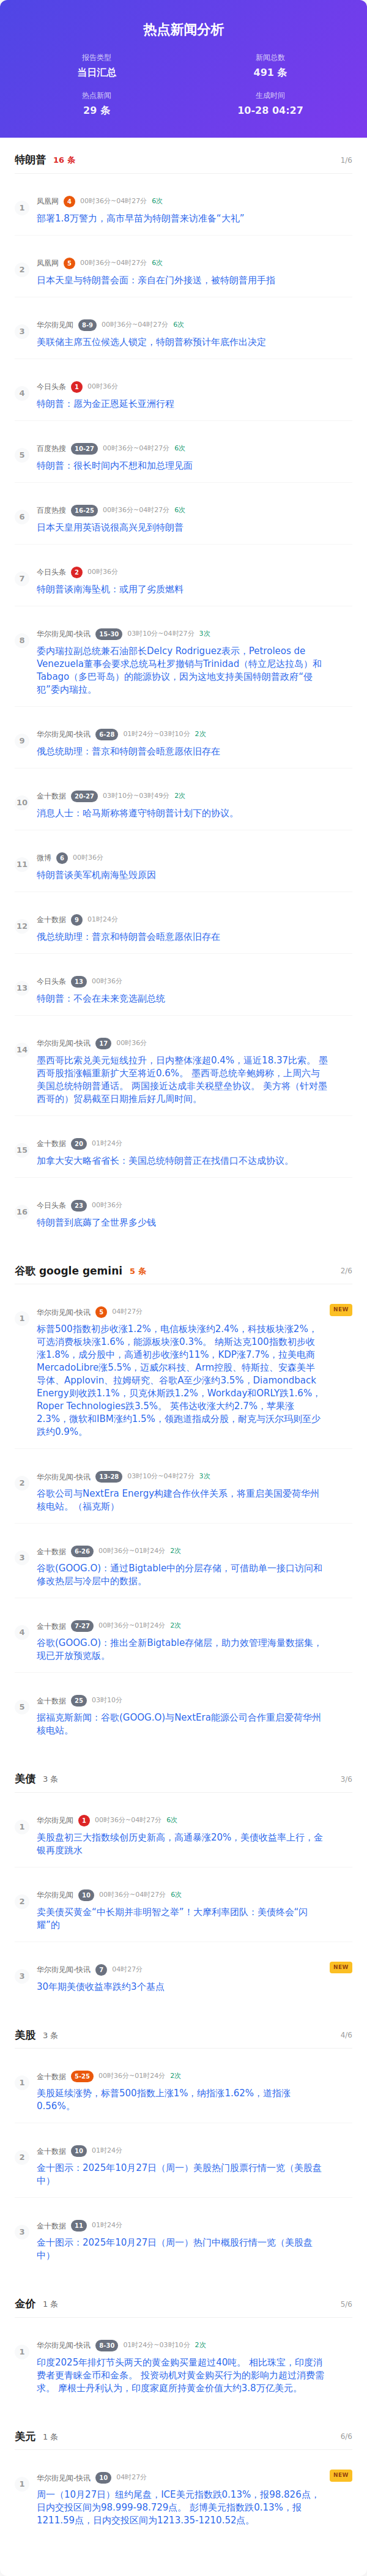 热点新闻分析
报告类型
当日汇总
新闻总数
491 条
热点新闻
29 条
生成时间
10-28 04:27
特朗普 16 条 1/6
1
凤凰网 4 00时36分~04时27分 6次
部署1.8万警力，高市早苗为特朗普来访准备“大礼”
2
凤凰网 5 00时36分~04时27分 6次
日本天皇与特朗普会面：亲自在门外接送，被特朗普用手指
3
华尔街见闻 8-9 00时36分~04时27分 6次
美联储主席五位候选人锁定，特朗普称预计年底作出决定
4
今日头条 1 00时36分
特朗普：愿为金正恩延长亚洲行程
5
百度热搜 10-27 00时36分~04时27分 6次
特朗普：很长时间内不想和加总理见面
6
百度热搜 16-25 00时36分~04时27分 6次
日本天皇用英语说很高兴见到特朗普
7
今日头条 2 00时36分
特朗普谈南海坠机：或用了劣质燃料
8
华尔街见闻-快讯 15-30 03时10分~04时27分 3次
委内瑞拉副总统兼石油部长Delcy Rodriguez表示，Petroleos de
Venezuela董事会要求总统马杜罗撤销与Trinidad（特立尼达拉岛）和
Tabago（多巴哥岛）的能源协议，因为这地支持美国特朗普政府“侵
犯”委内瑞拉。
9
华尔街见闻-快讯 6-28 01时24分~03时10分 2次
俄总统助理：普京和特朗普会晤意愿依旧存在
10
金十数据 20-27 03时10分~03时49分 2次
消息人士：哈马斯称将遵守特朗普计划下的协议。
11
微博 6 00时36分
特朗普谈美军机南海坠毁原因
12
金十数据 9 01时24分
俄总统助理：普京和特朗普会晤意愿依旧存在
13
今日头条 13 00时36分
特朗普：不会在未来竞选副总统
14
华尔街见闻-快讯 17 00时36分
墨西哥比索兑美元短线拉升，日内整体涨超0.4%，逼近18.37比索。 墨
西哥股指涨幅重新扩大至将近0.6%。 墨西哥总统辛鲍姆称，上周六与
美国总统特朗普通话。 两国接近达成非关税壁垒协议。 美方将（针对墨
西哥的）贸易截至日期推后好几周时间。
15
金十数据 20 01时24分
加拿大安大略省省长：美国总统特朗普正在找借口不达成协议。
16
今日头条 23 00时36分
特朗普到底薅了全世界多少钱
谷歌 google gemini 5 条 2/6
1
华尔街见闻-快讯 5 04时27分 NEW
标普500指数初步收涨1.2%，电信板块涨约2.4%，科技板块涨2%，
可选消费板块涨1.6%，能源板块涨0.3%。 纳斯达克100指数初步收
涨1.8%，成分股中，高通初步收涨约11%，KDP涨7.7%，拉美电商
MercadoLibre涨5.5%，迈威尔科技、Arm控股、特斯拉、安森美半
导体、Applovin、拉姆研究、谷歌A至少涨约3.5%，Diamondback
Energy则收跌1.1%，贝克休斯跌1.2%，Workday和ORLY跌1.6%，
Roper Technologies跌3.5%。 英伟达收涨大约2.7%，苹果涨
2.3%，微软和IBM涨约1.5%，领跑道指成分股，耐克与沃尔玛则至少
跌约0.9%。
2
华尔街见闻-快讯 13-28 03时10分~04时27分 3次
谷歌公司与NextEra Energy构建合作伙伴关系，将重启美国爱荷华州
核电站。（福克斯）
3
金十数据 6-26 00时36分~01时24分 2次
谷歌(GOOG.O)：通过Bigtable中的分层存储，可借助单一接口访问和
修改热层与冷层中的数据。
4
金十数据 7-27 00时36分~01时24分 2次
谷歌(GOOG.O)：推出全新Bigtable存储层，助力效管理海量数据集，
现已开放预览版。
5
金十数据 25 03时10分
据福克斯新闻：谷歌(GOOG.O)与NextEra能源公司合作重启爱荷华州
核电站。
美债 3 条 3/6
1
华尔街见闻 1 00时36分~04时27分 6次
美股盘初三大指数续创历史新高，高通暴涨20%，美债收益率上行，金
银再度跳水
2
华尔街见闻 10 00时36分~04时27分 6次
卖美债买黄金“中长期并非明智之举”！大摩利率团队：美债终会“闪
耀”的
3
华尔街见闻-快讯 7 04时27分 NEW
30年期美债收益率跌约3个基点
美股 3 条 4/6
1
金十数据 5-25 00时36分~01时24分 2次
美股延续涨势，标普500指数上涨1%，纳指涨1.62%，道指涨
0.56%。
2
金十数据 10 01时24分
金十图示：2025年10月27日（周一）美股热门股票行情一览（美股盘
中）
3
金十数据 11 01时24分
金十图示：2025年10月27日（周一）热门中概股行情一览（美股盘
中）
金价 1 条 5/6
1
华尔街见闻-快讯 8-30 01时24分~03时10分 2次
印度2025年排灯节头两天的黄金购买量超过40吨。 相比珠宝，印度消
费者更青睐金币和金条。 投资动机对黄金购买行为的影响力超过消费需
求。 摩根士丹利认为，印度家庭所持黄金价值大约3.8万亿美元。
美元 1 条 6/6
1
华尔街见闻-快讯 10 04时27分 NEW
周一（10月27日）纽约尾盘，ICE美元指数跌0.13%，报98.826点，
日内交投区间为98.999-98.729点。 彭博美元指数跌0.13%，报
1211.59点，日内交投区间为1213.35-1210.52点。